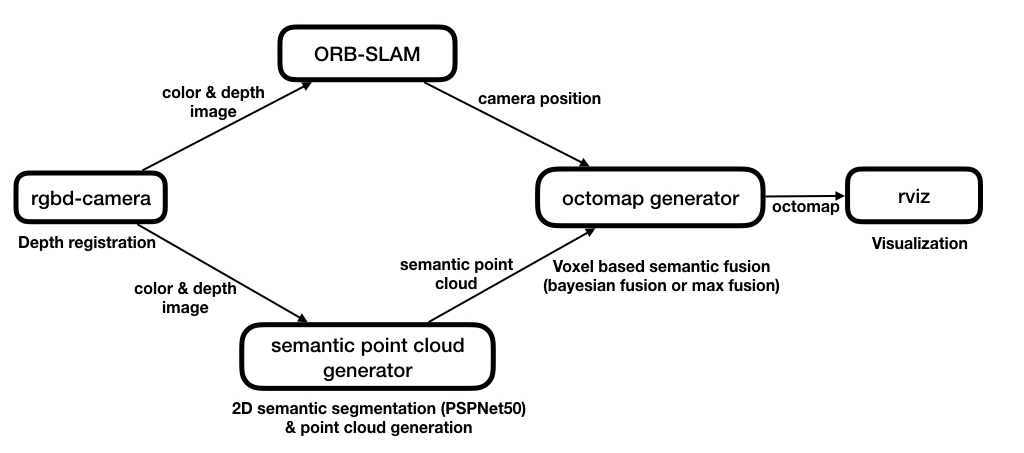 ORB-SLAM
color & depth
image
camera position
rgbd-camera
Depth registration
octomap generator
octomap
rviz
Visualization
semantic point
cloud
Voxel based semantic fusion
(bayesian fusion or max fusion)
color & depth
image
semantic point cloud
generator
2D semantic segmentation (PSPNet50)
& point cloud generation